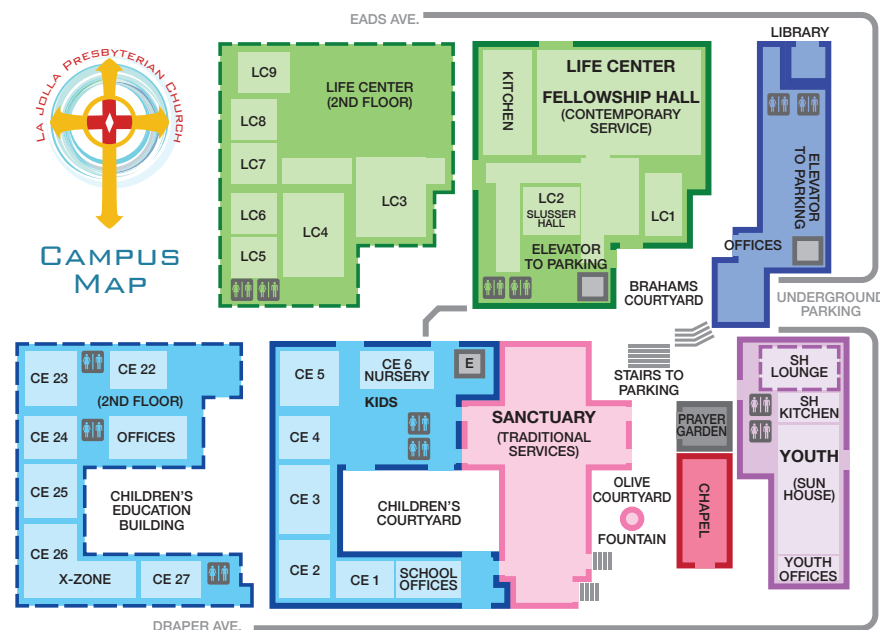 EADS AVE.
LA JOLLA PRESBYTERIAN CHURCH
CAMPUS
MAP
LC9
LIFE CENTER
(2ND FLOOR)
LC8
LC7
LC6
LC5
LC4
LC3
KITCHEN
LIFE CENTER
FELLOWSHIP HALL
(CONTEMPORARY
SERVICE)
LC2
SLUSSER
HALL
LC1
ELEVATOR
TO PARKING
LIBRARY
ELEVATOR
TO PARKING
OFFICES
BRAHAMS
COURTYARD
UNDERGROUND
PARKING
STAIRS TO
PARKING
CE 23
CE 22
(2ND FLOOR)
CE 24
OFFICES
CE 25
CHILDREN'S
EDUCATION
BUILDING
CE 26
X-ZONE
CE 27
CE 5
CE 6
NURSERY
E
KIDS
CE 4
CE 3
CHILDREN'S
COURTYARD
CE 2
CE 1
SCHOOL
OFFICES
SANCTUARY
(TRADITIONAL
SERVICES)
OLIVE
COURTYARD
FOUNTAIN
PRAYER
GARDEN
CHAPEL
SH
LOUNGE
SH
KITCHEN
YOUTH
(SUN
HOUSE)
YOUTH
OFFICES
DRAPER AVE.